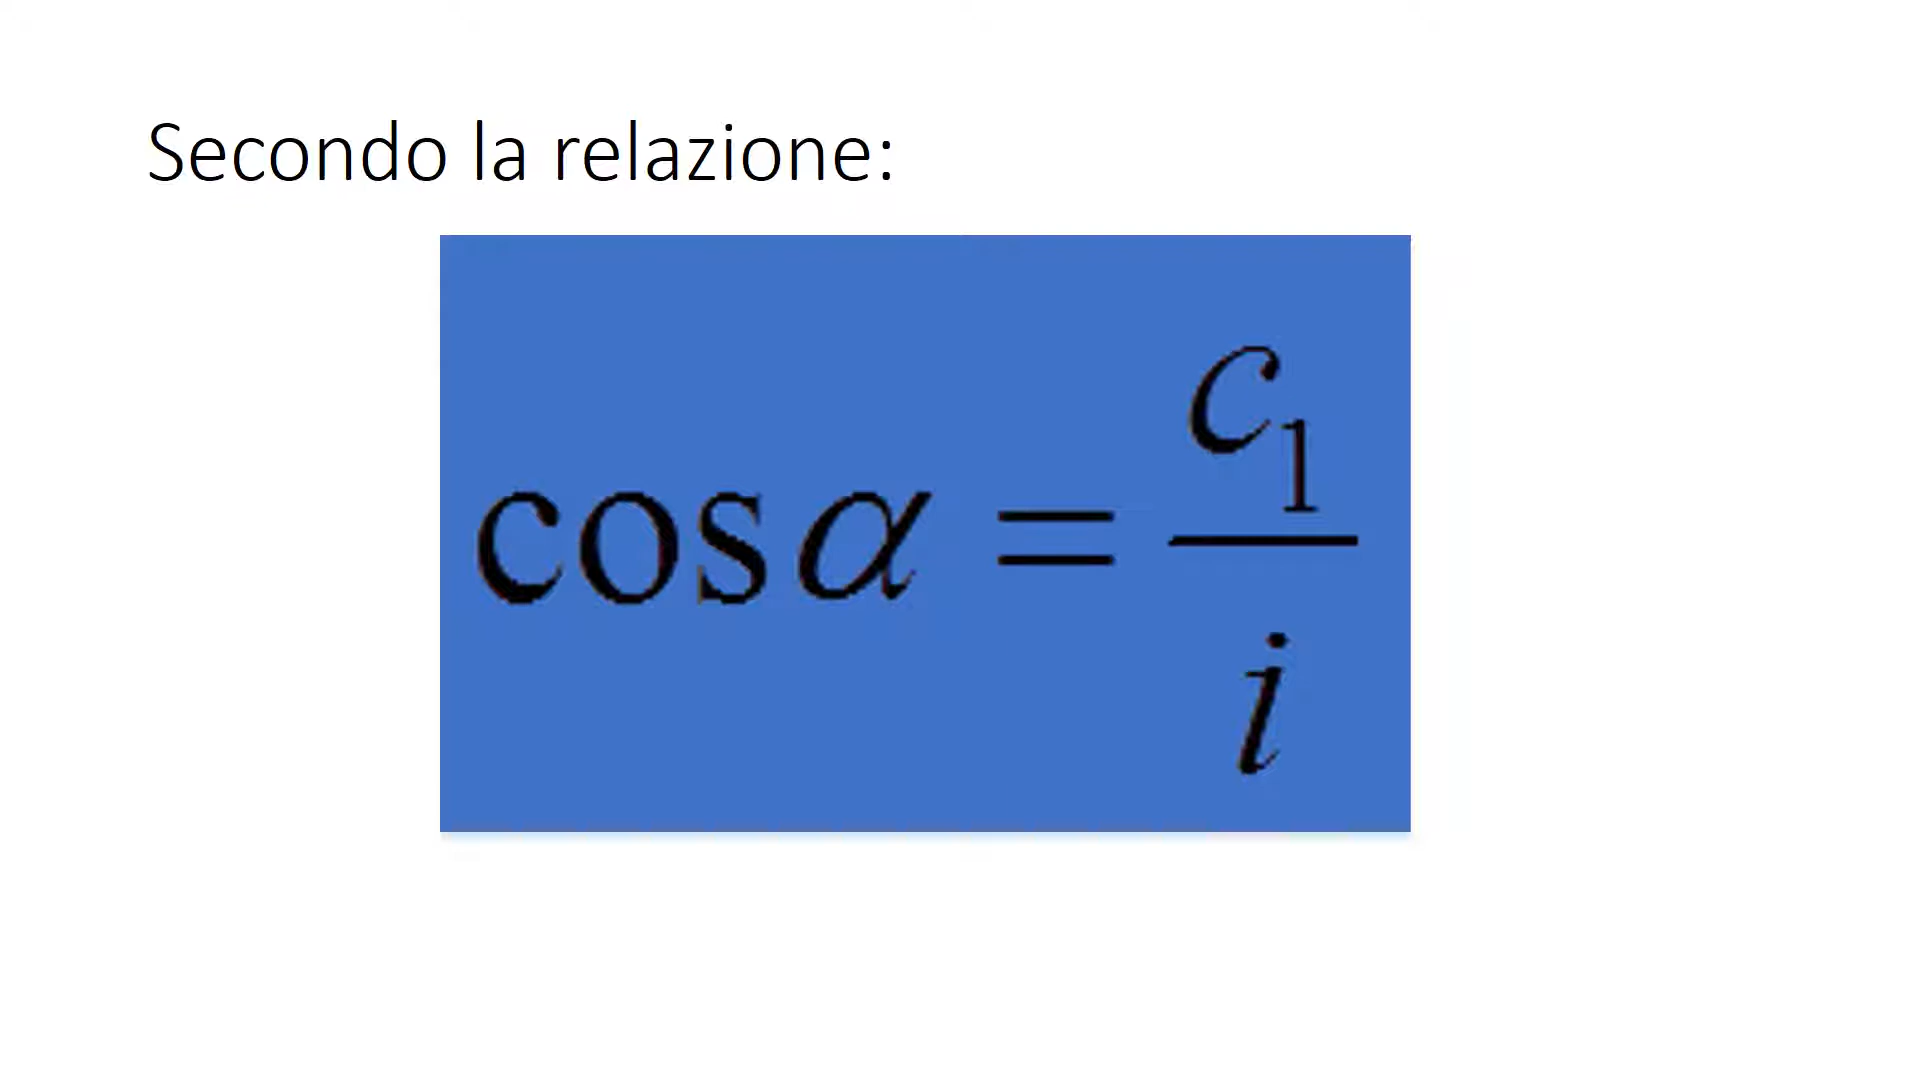 Secondo la relazione:
cos α = c₁ / i